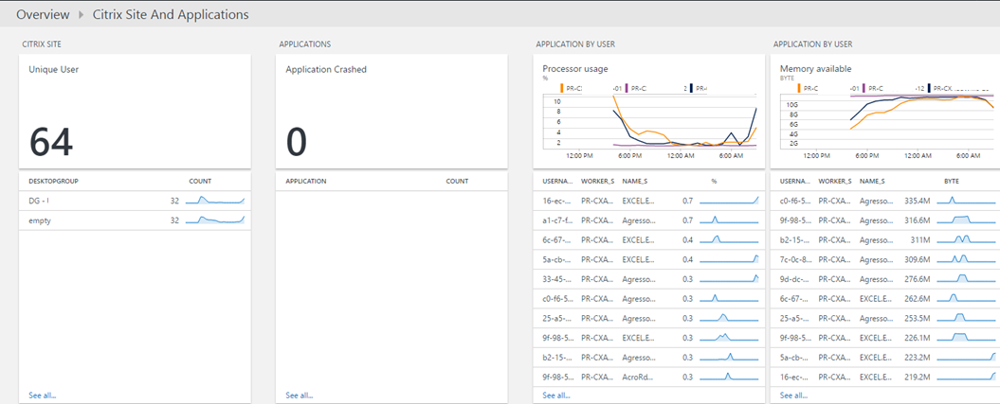 Overview Citrix Site And Applications
CITRIX SITE
Unique User
64
DESKTOPGROUP COUNT
DG - 32
empty 32
See all...
APPLICATIONS
Application Crashed
0
APPLICATION COUNT
See all...
APPLICATION BY USER
Processor usage
%
PR-C -01 PR-C 2 PR-
10
8
6
4
2
12:00 PM 6:00 PM 12:00 AM 6:00 AM
USERNA... WORKER_S NAME_S %
16-ec-... PR-CXA... EXCEL.E... 0.7
a1-c7-f... PR-CXA... Agresso... 0.7
6c-67-... PR-CXA... EXCEL.E... 0.4
5a-cb-... PR-CXA... EXCEL.E... 0.4
33-45-... PR-CXA... Agresso... 0.3
c0-f6-5... PR-CXA... Agresso... 0.3
25-a5-... PR-CXA... Agresso... 0.3
9f-98-5... PR-CXA... EXCEL.E... 0.3
b2-15-... PR-CXA... Agresso... 0.3
9f-98-5... PR-CXA... AcroRd... 0.3
See all...
APPLICATION BY USER
Memory available
BYTE
PR-C -01 PR-C -12 PR-CX
10G
8G
6G
4G
2G
12:00 PM 6:00 PM 12:00 AM 6:00 AM
USERNA... WORKER_S NAME_S BYTE
c0-f6-5... PR-CXA... Agresso... 335.4M
9f-98-5... PR-CXA... Agresso... 316.6M
b2-15-... PR-CXA... Agresso... 311M
7c-0c-8... PR-CXA... Agresso... 309.6M
9d-dc-... PR-CXA... Agresso... 276.6M
6c-67-... PR-CXA... EXCEL.E... 262.6M
25-a5-... PR-CXA... Agresso... 253.5M
9f-98-5... PR-CXA... EXCEL.E... 226.1M
5a-cb-... PR-CXA... EXCEL.E... 223.2M
16-ec-... PR-CXA... EXCEL.E... 219.2M
See all...